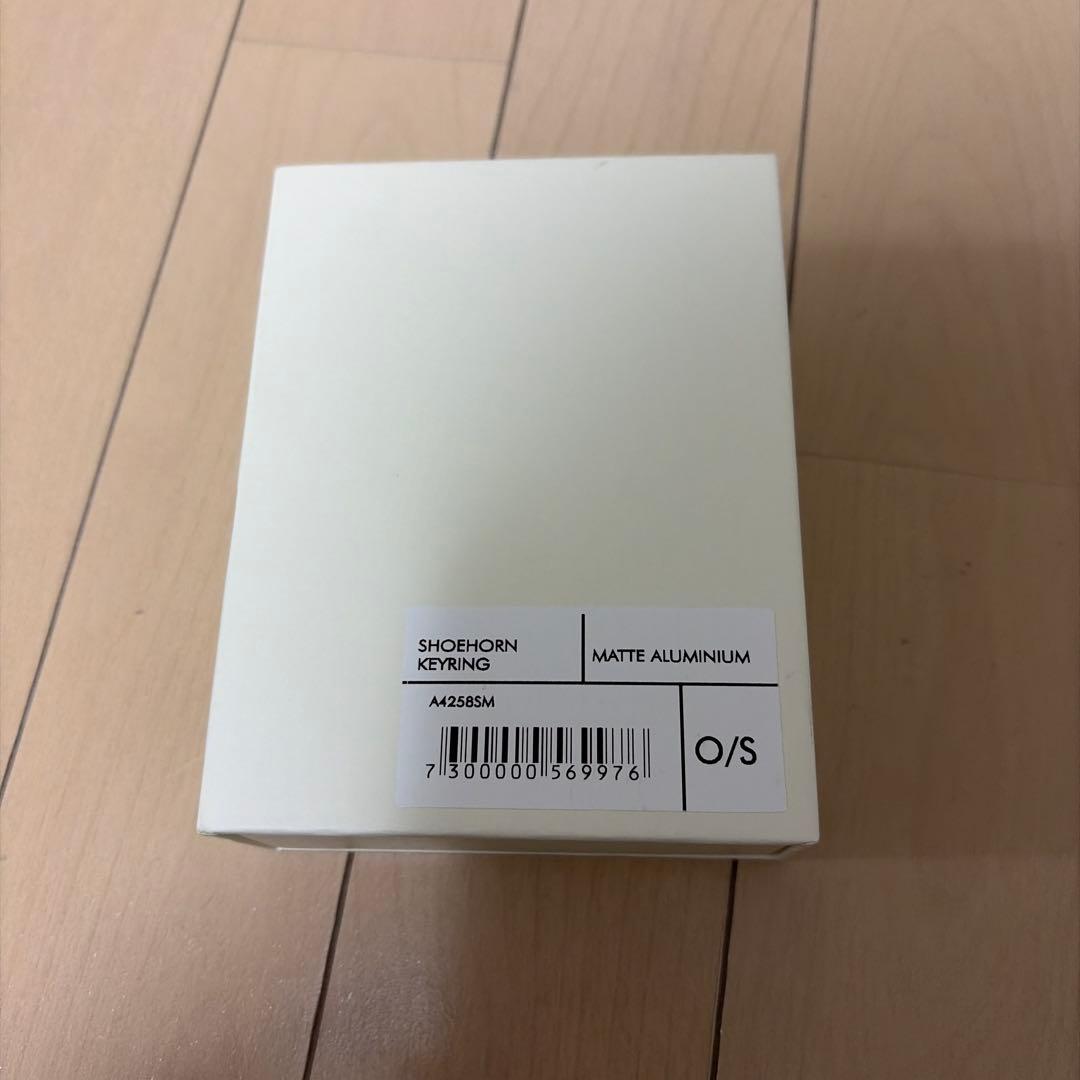 SHOEHORN
KEYRING
MATTE ALUMINIUM
A4258SM
7 300000 569976
O/S